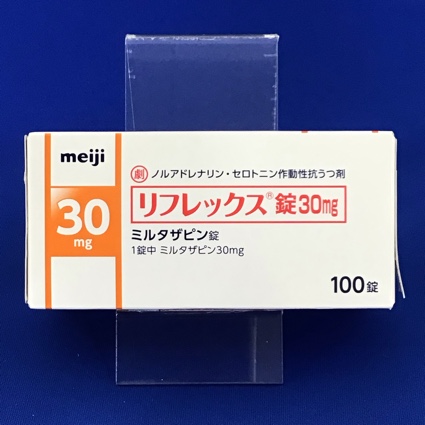 meiji
30
mg
劇 ノルアドレナリン・セロトニン作動性抗うつ剤
リフレックス®錠30mg
ミルタザピン錠
1錠中 ミルタザピン30mg
100錠